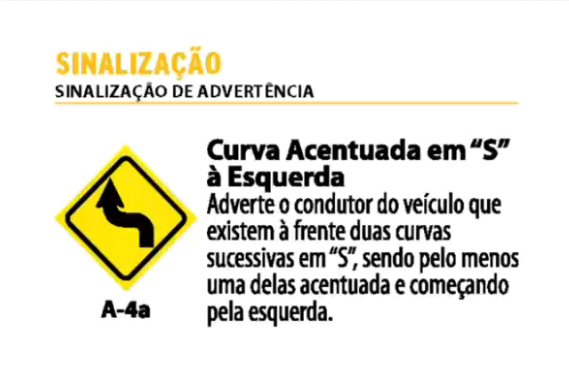 SINALIZAÇÃO
SINALIZAÇÃO DE ADVERTÊNCIA
Curva Acentuada em “S”
à Esquerda
Adverte o condutor do veículo que
existem à frente duas curvas
sucessivas em “S”, sendo pelo menos
uma delas acentuada e começando
pela esquerda.
A-4a